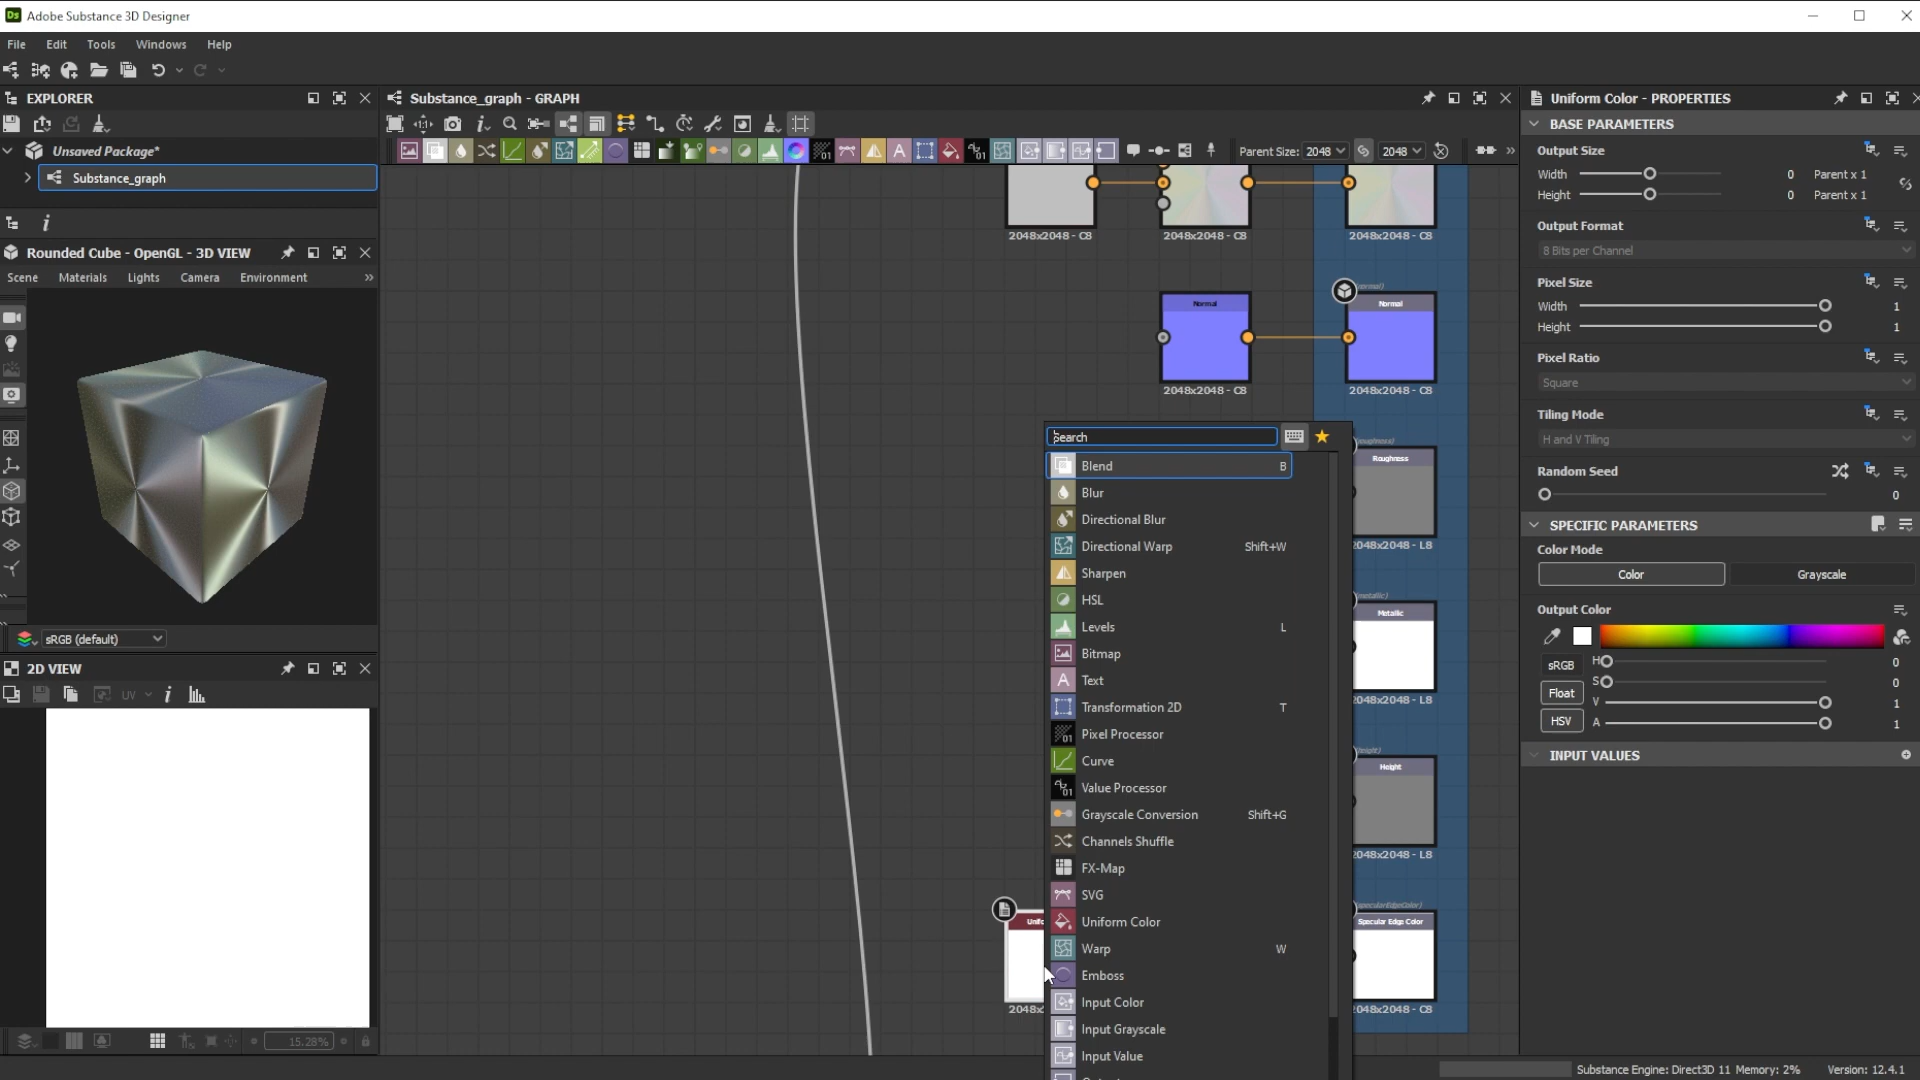 Ds Adobe Substance 3D Designer
File Edit Tools Windows Help
EXPLORER
Unsaved Package*
Substance_graph
Rounded Cube - OpenGL - 3D VIEW
Scene Materials Lights Camera Environment »
sRGB (default)
2D VIEW
UV
15.28%
Substance_graph - GRAPH
Parent Size: 2048 2048 »
2048x2048 - C8 2048x2048 - C8 2048x2048 - C8
Normal Normal
2048x2048 - C8 2048x2048 - C8
Search
Blend B
Blur
Directional Blur
Directional Warp Shift+W
Sharpen
HSL
Levels L
Bitmap
Text
Transformation 2D T
Pixel Processor
Curve
Value Processor
Grayscale Conversion Shift+G
Channels Shuffle
FX-Map
SVG
Uniform Color
Warp W
Emboss
Input Color
Input Grayscale
Input Value
Roughness
2048x2048 - L8
Metallic
2048x2048 - L8
Height
2048x2048 - L8
Specular Edge Color
2048x2048 - C8
Uniform Color - PROPERTIES
BASE PARAMETERS
Output Size
Width 0 Parent x 1
Height 0 Parent x 1
Output Format
8 Bits per Channel
Pixel Size
Width 1
Height 1
Pixel Ratio
Square
Tiling Mode
H and V Tiling
Random Seed
0
SPECIFIC PARAMETERS
Color Mode
Color Grayscale
Output Color
sRGB H 0
S 0
Float V 1
HSV A 1
INPUT VALUES
Substance Engine: Direct3D 11 Memory: 2% Version: 12.4.1